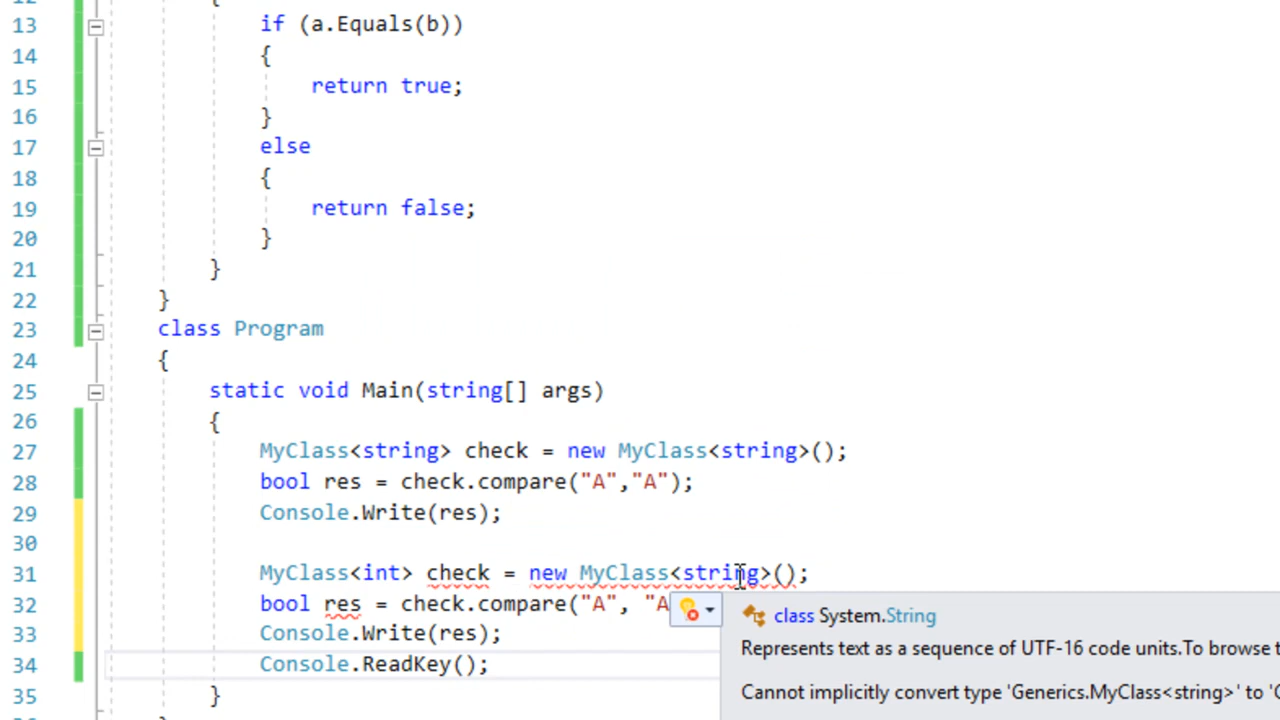 12 {
13 if (a.Equals(b))
14 {
15 return true;
16 }
17 else
18 {
19 return false;
20 }
21 }
22 }
23 class Program
24 {
25 static void Main(string[] args)
26 {
27 MyClass<string> check = new MyClass<string>();
28 bool res = check.compare("A","A");
29 Console.Write(res);
30
31 MyClass<int> check = new MyClass<string>();
32 bool res = check.compare("A", "A
33 Console.Write(res);
34 Console.ReadKey();
35 }
class System.String
Represents text as a sequence of UTF-16 code units.To browse t
Cannot implicitly convert type 'Generics.MyClass<string>' to '